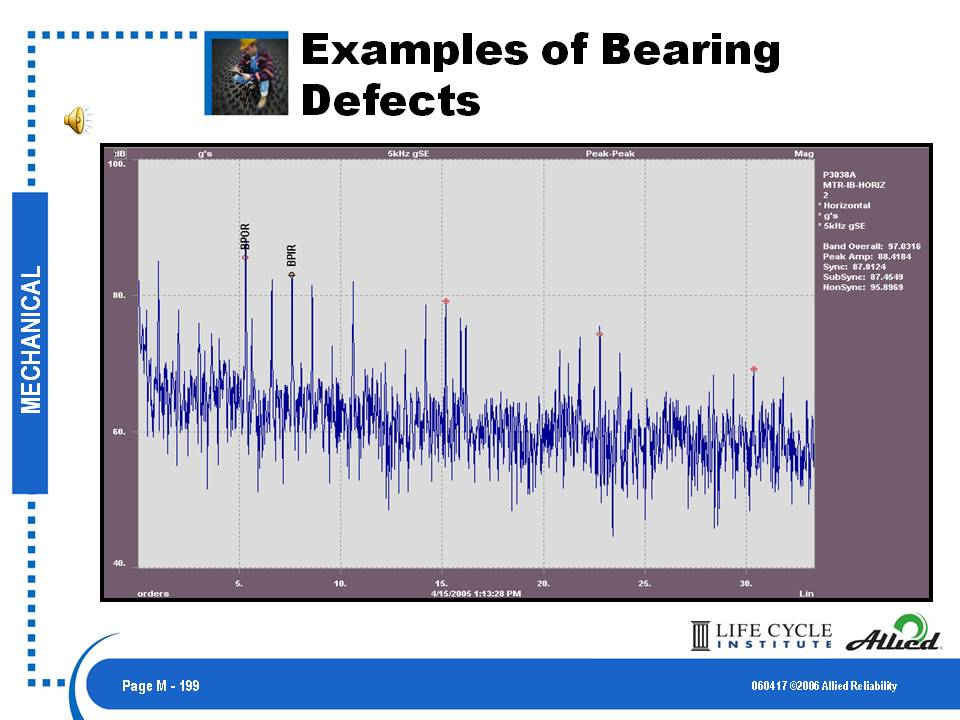 Examples of Bearing
Defects
MECHANICAL
dB g's 5kHz gSE Peak-Peak Mag
100.
80.
60.
40.
BPOR
BPIR
5. 10. 15. 20. 25. 30.
orders 4/15/2005 1:13:28 PM Lin
P3038A
MTR-IB-HORIZ
2
* Horizontal
* g's
* 5kHz gSE
Band Overall: 97.0316
Peak Amp: 88.4184
Sync: 87.8124
SubSync: 87.4549
NonSync: 95.8969
LIFE CYCLE
INSTITUTE
Allied
Page M - 199
060417 ©2006 Allied Reliability